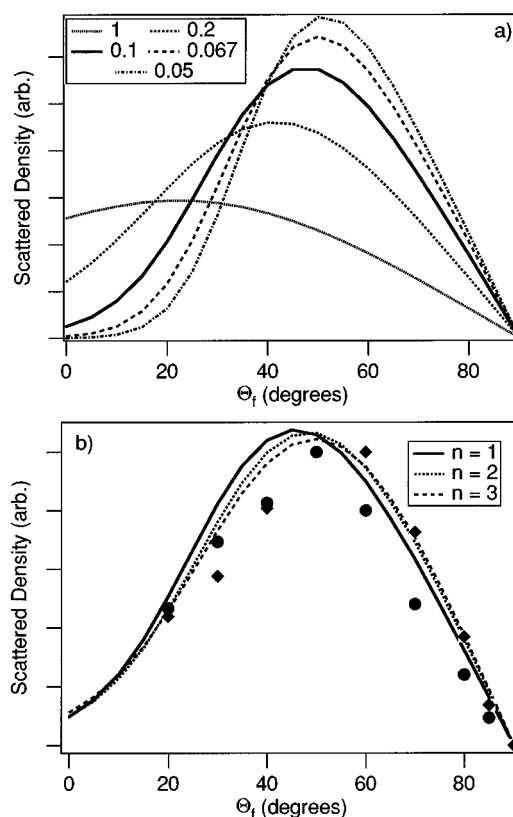 1 0.2
0.1 0.067
0.05
a)
Scattered Density (arb.)
0 20 40 60 80
Θf (degrees)
b)
n = 1
n = 2
n = 3
Scattered Density (arb.)
0 20 40 60 80
Θf (degrees)